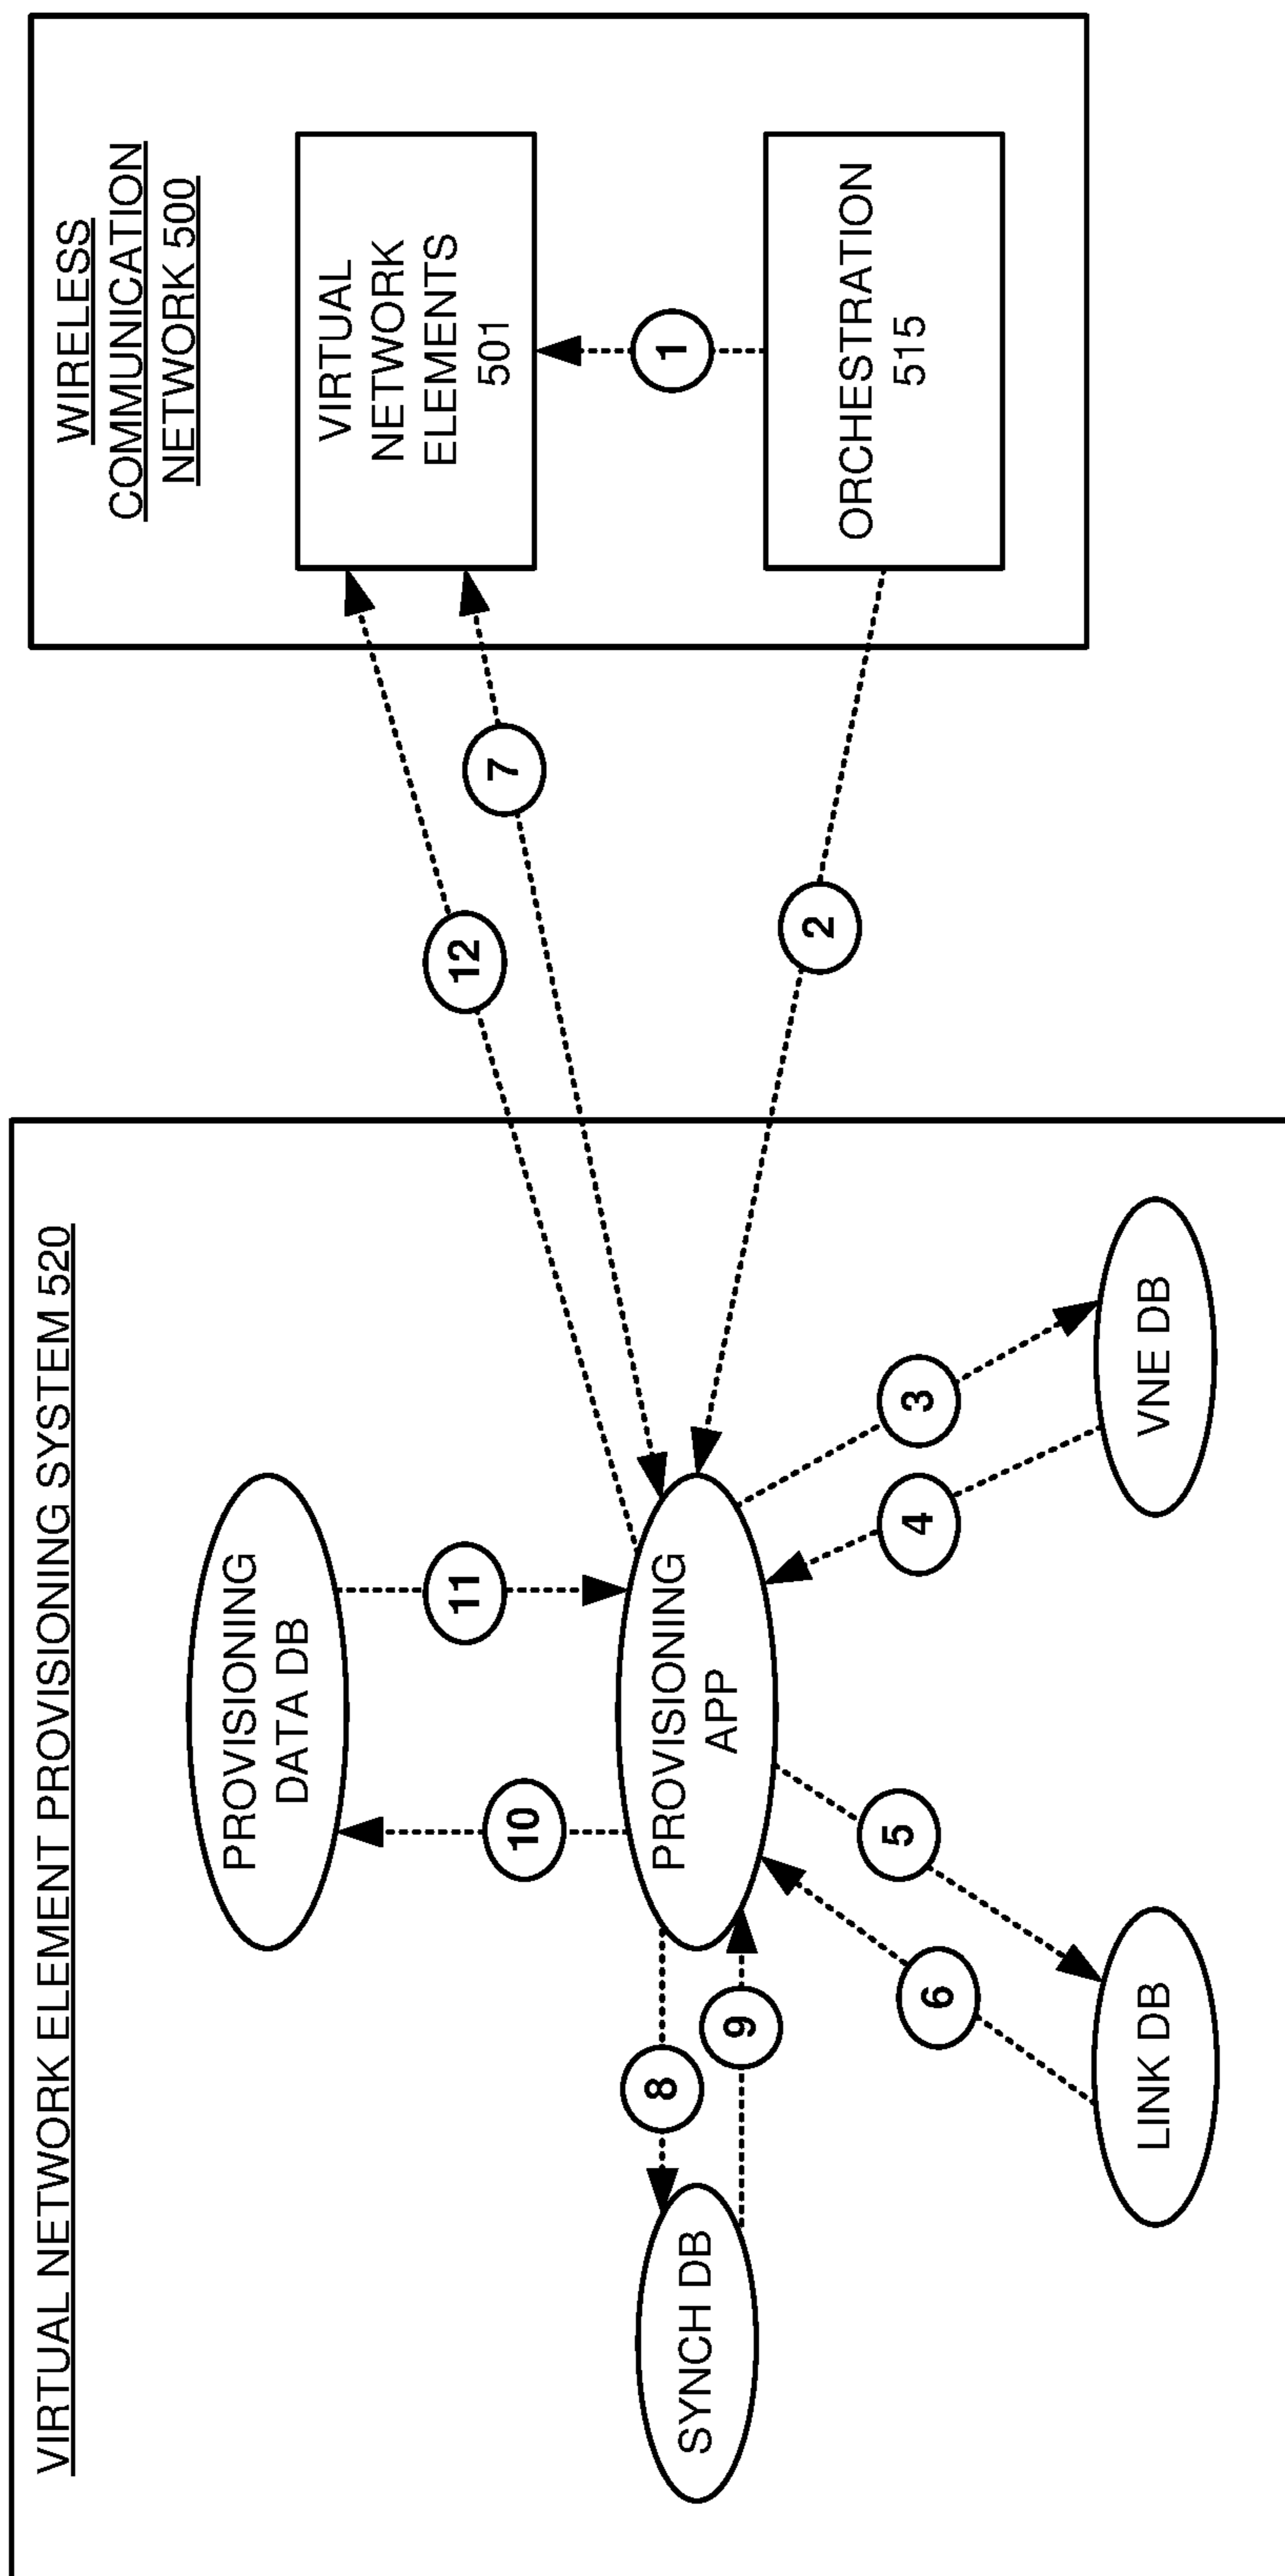 VIRTUAL NETWORK ELEMENT PROVISIONING SYSTEM 520
PROVISIONING
DATA DB
10
11
8
9
SYNCH DB
PROVISIONING
APP
5
6
LINK DB
4
3
VNE DB
12
7
2
WIRELESS
COMMUNICATION
NETWORK 500
VIRTUAL
NETWORK
ELEMENTS
501
1
ORCHESTRATION
515